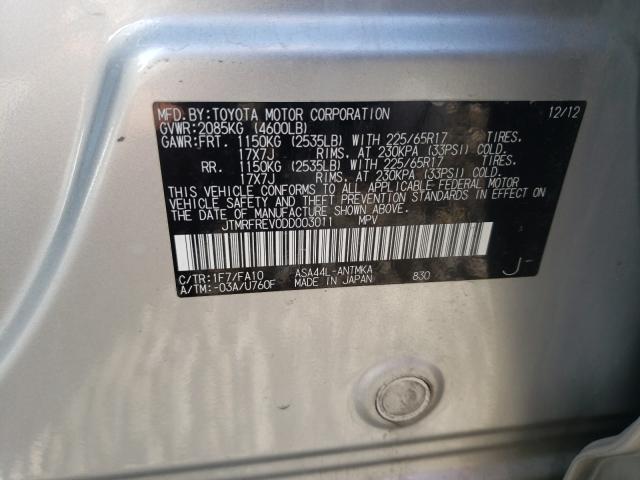 MFD.BY:TOYOTA MOTOR CORPORATION 12/12
GVWR:2085KG (4600LB)
GAWR:FRT. 1150KG (2535LB) WITH 225/65R17 TIRES.
17X7J RIMS. AT 230KPA (33PSI) COLD.
RR. 1150KG (2535LB) WITH 225/65R17 TIRES.
17X7J RIMS. AT 230KPA (33PSI) COLD.
THIS VEHICLE CONFORMS TO ALL APPLICABLE FEDERAL MOTOR
VEHICLE SAFETY AND THEFT PREVENTION STANDARDS IN EFFECT
ON THE DATE OF MANUFACTURE SHOWN ABOVE.
JTMRFREV0DD003011 MPV
C/TR:1F7/FA10 ASA44L-ANTMKA 830
A/TM:-03A/U760F MADE IN JAPAN J-